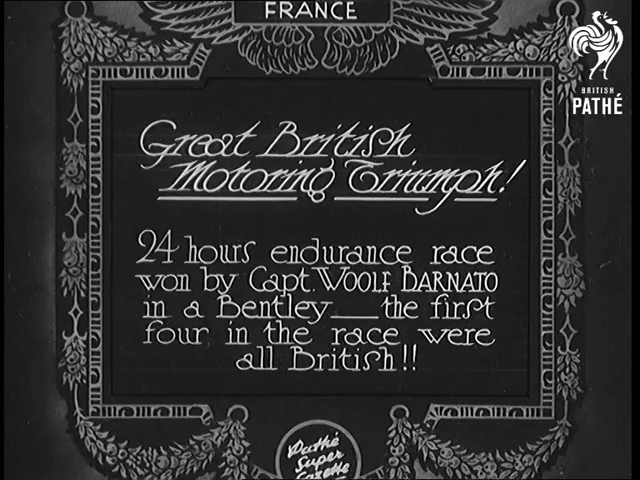 FRANCE
BRITISH
PATHÉ
Great British
Motoring Triumph!
24 hours endurance race
won by Capt. WOOLF BARNATO
in a Bentley — the first
four in the race were
all British!!
Pathé
Super
Gazette